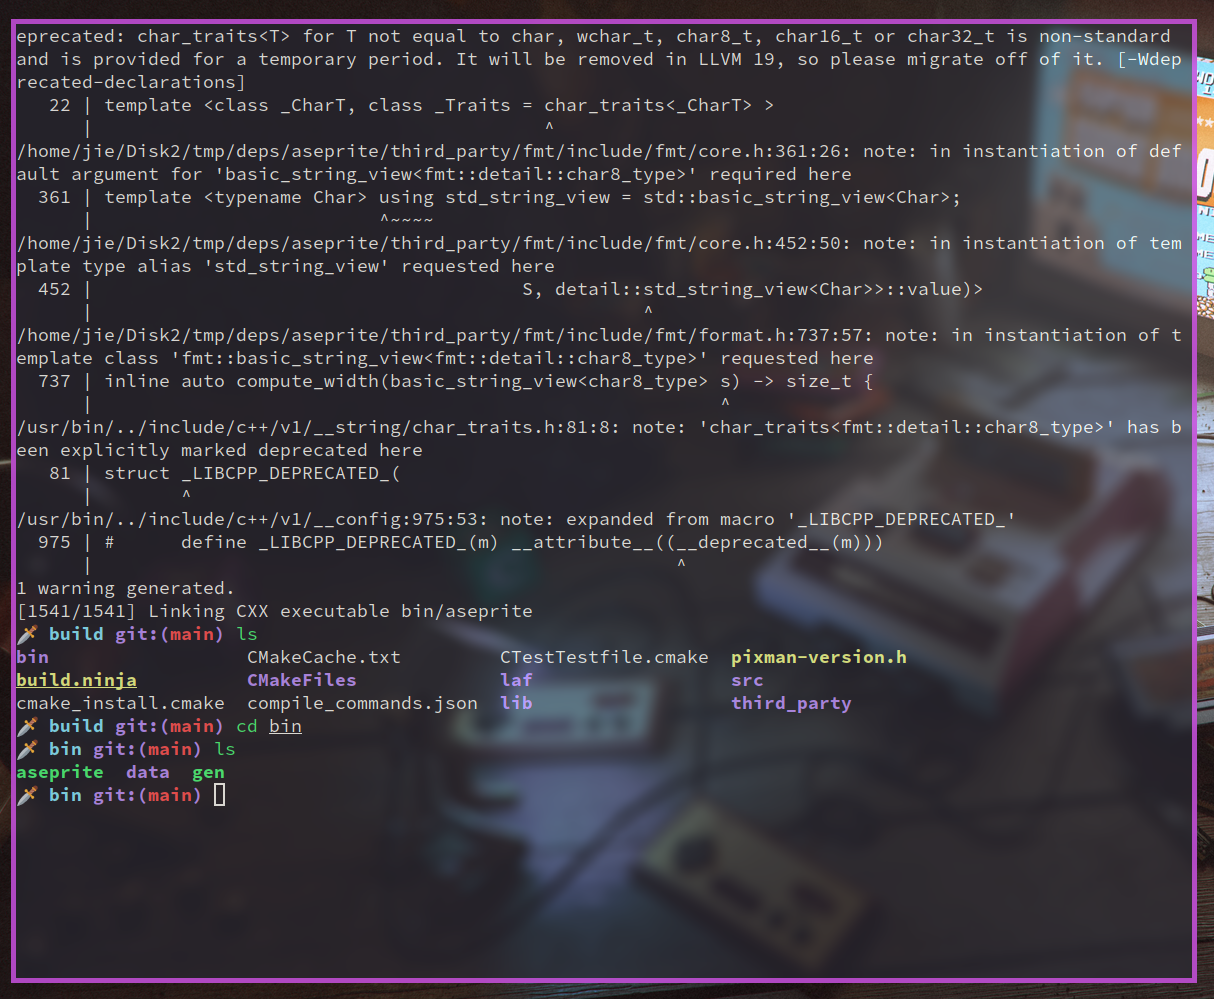 eprecated: char_traits<T> for T not equal to char, wchar_t, char8_t, char16_t or char32_t is non-standard
and is provided for a temporary period. It will be removed in LLVM 19, so please migrate off of it. [-Wdep
recated-declarations]
   22 | template <class _CharT, class _Traits = char_traits<_CharT> >
      |                                         ^
/home/jie/Disk2/tmp/deps/aseprite/third_party/fmt/include/fmt/core.h:361:26: note: in instantiation of def
ault argument for 'basic_string_view<fmt::detail::char8_type>' required here
  361 | template <typename Char> using std_string_view = std::basic_string_view<Char>;
      |                          ^~~~~
/home/jie/Disk2/tmp/deps/aseprite/third_party/fmt/include/fmt/core.h:452:50: note: in instantiation of tem
plate type alias 'std_string_view' requested here
  452 |                                       S, detail::std_string_view<Char>>::value)>
      |                                                  ^
/home/jie/Disk2/tmp/deps/aseprite/third_party/fmt/include/fmt/format.h:737:57: note: in instantiation of t
emplate class 'fmt::basic_string_view<fmt::detail::char8_type>' requested here
  737 | inline auto compute_width(basic_string_view<char8_type> s) -> size_t {
      |                                                         ^
/usr/bin/../include/c++/v1/__string/char_traits.h:81:8: note: 'char_traits<fmt::detail::char8_type>' has b
een explicitly marked deprecated here
   81 | struct _LIBCPP_DEPRECATED_(
      |        ^
/usr/bin/../include/c++/v1/__config:975:53: note: expanded from macro '_LIBCPP_DEPRECATED_'
  975 | #      define _LIBCPP_DEPRECATED_(m) __attribute__((__deprecated__(m)))
      |                                                     ^
1 warning generated.
[1541/1541] Linking CXX executable bin/aseprite
🗡️ build git:(main) ls
bin                  CMakeCache.txt         CTestTestfile.cmake  pixman-version.h
build.ninja          CMakeFiles             laf                  src
cmake_install.cmake  compile_commands.json  lib                  third_party
🗡️ build git:(main) cd bin
🗡️ bin git:(main) ls
aseprite  data  gen
🗡️ bin git:(main)